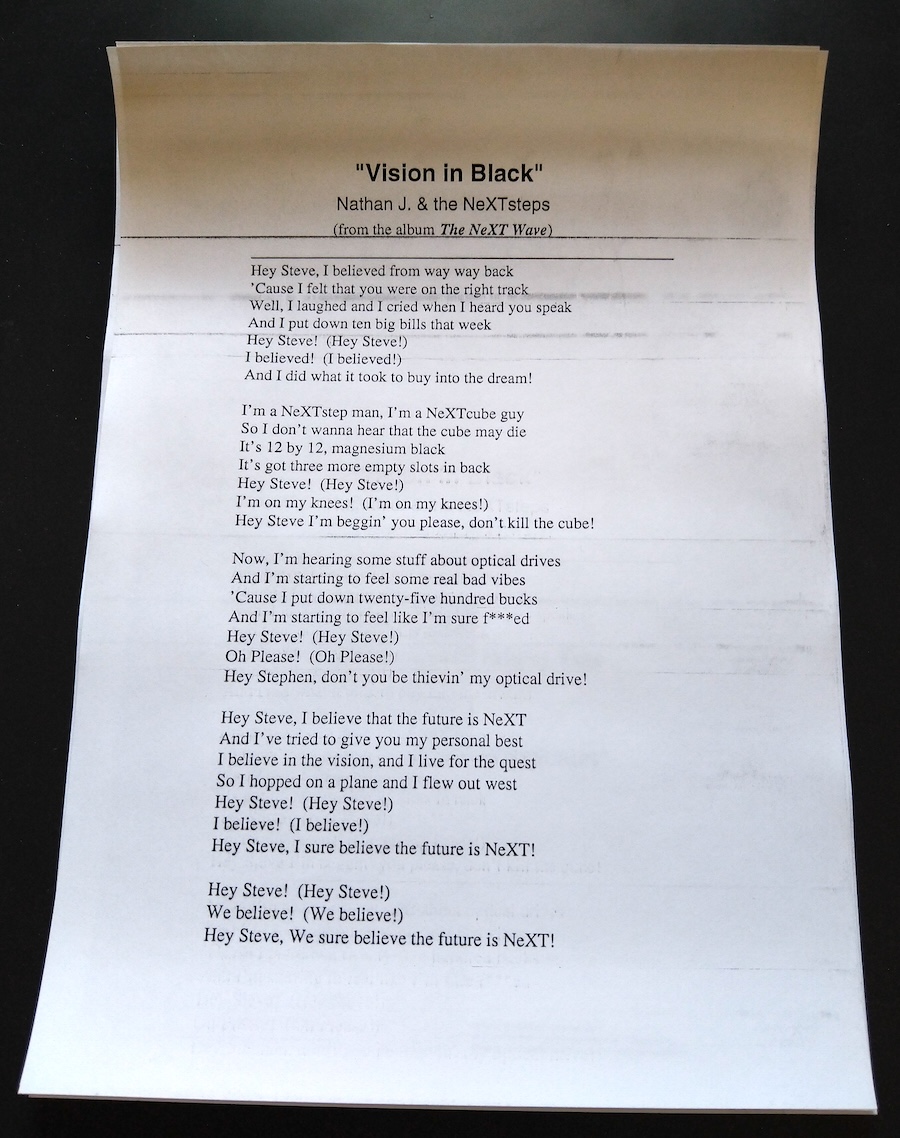 "Vision in Black"
Nathan J. & the NeXTsteps
(from the album The NeXT Wave)
Hey Steve, I believed from way way back
'Cause I felt that you were on the right track
Well, I laughed and I cried when I heard you speak
And I put down ten big bills that week
Hey Steve! (Hey Steve!)
I believed! (I believed!)
And I did what it took to buy into the dream!
I'm a NeXTstep man, I'm a NeXTcube guy
So I don't wanna hear that the cube may die
It's 12 by 12, magnesium black
It's got three more empty slots in back
Hey Steve! (Hey Steve!)
I'm on my knees! (I'm on my knees!)
Hey Steve I'm beggin' you please, don't kill the cube!
Now, I'm hearing some stuff about optical drives
And I'm starting to feel some real bad vibes
'Cause I put down twenty-five hundred bucks
And I'm starting to feel like I'm sure f***ed
Hey Steve! (Hey Steve!)
Oh Please! (Oh Please!)
Hey Stephen, don't you be thievin' my optical drive!
Hey Steve, I believe that the future is NeXT
And I've tried to give you my personal best
I believe in the vision, and I live for the quest
So I hopped on a plane and I flew out west
Hey Steve! (Hey Steve!)
I believe! (I believe!)
Hey Steve, I sure believe the future is NeXT!
Hey Steve! (Hey Steve!)
We believe! (We believe!)
Hey Steve, We sure believe the future is NeXT!